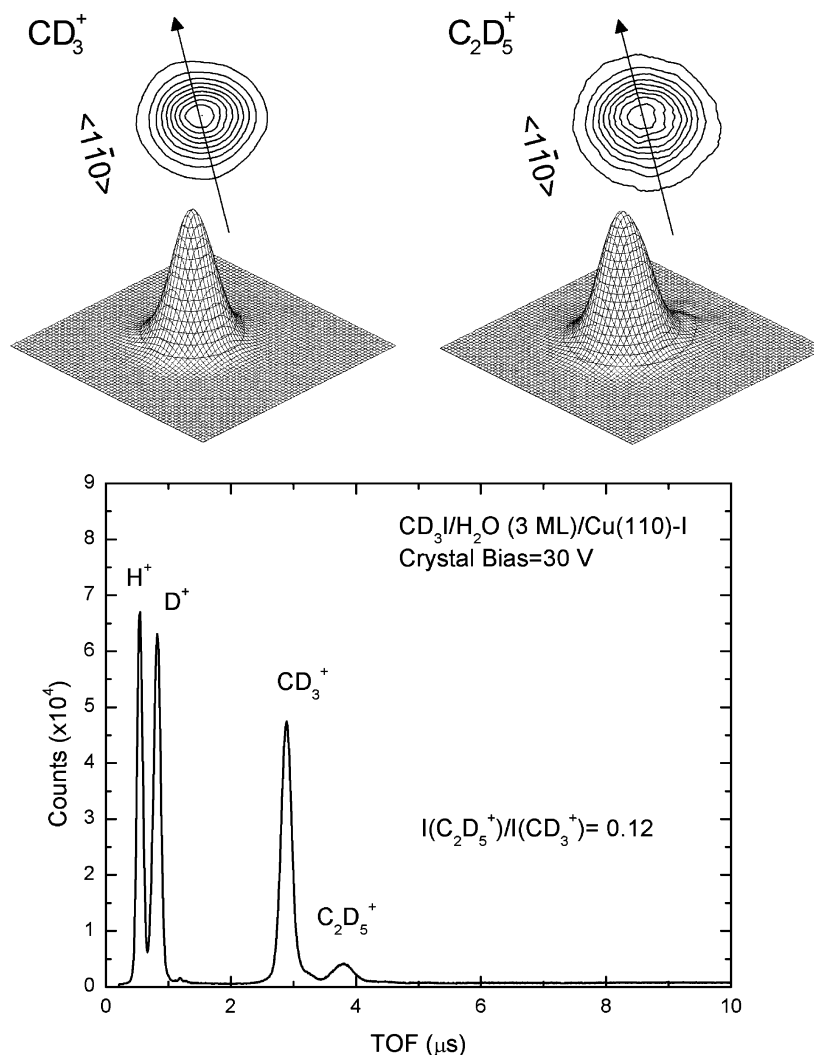 CD₃⁺
C₂D₅⁺
<11̄0>
<11̄0>
9
8
7
6
5
4
3
2
1
0
Counts (x10⁴)
CD₃I/H₂O (3 ML)/Cu(110)-I
Crystal Bias=30 V
H⁺
D⁺
CD₃⁺
I(C₂D₅⁺)/I(CD₃⁺)= 0.12
C₂D₅⁺
0 2 4 6 8 10
TOF (μs)